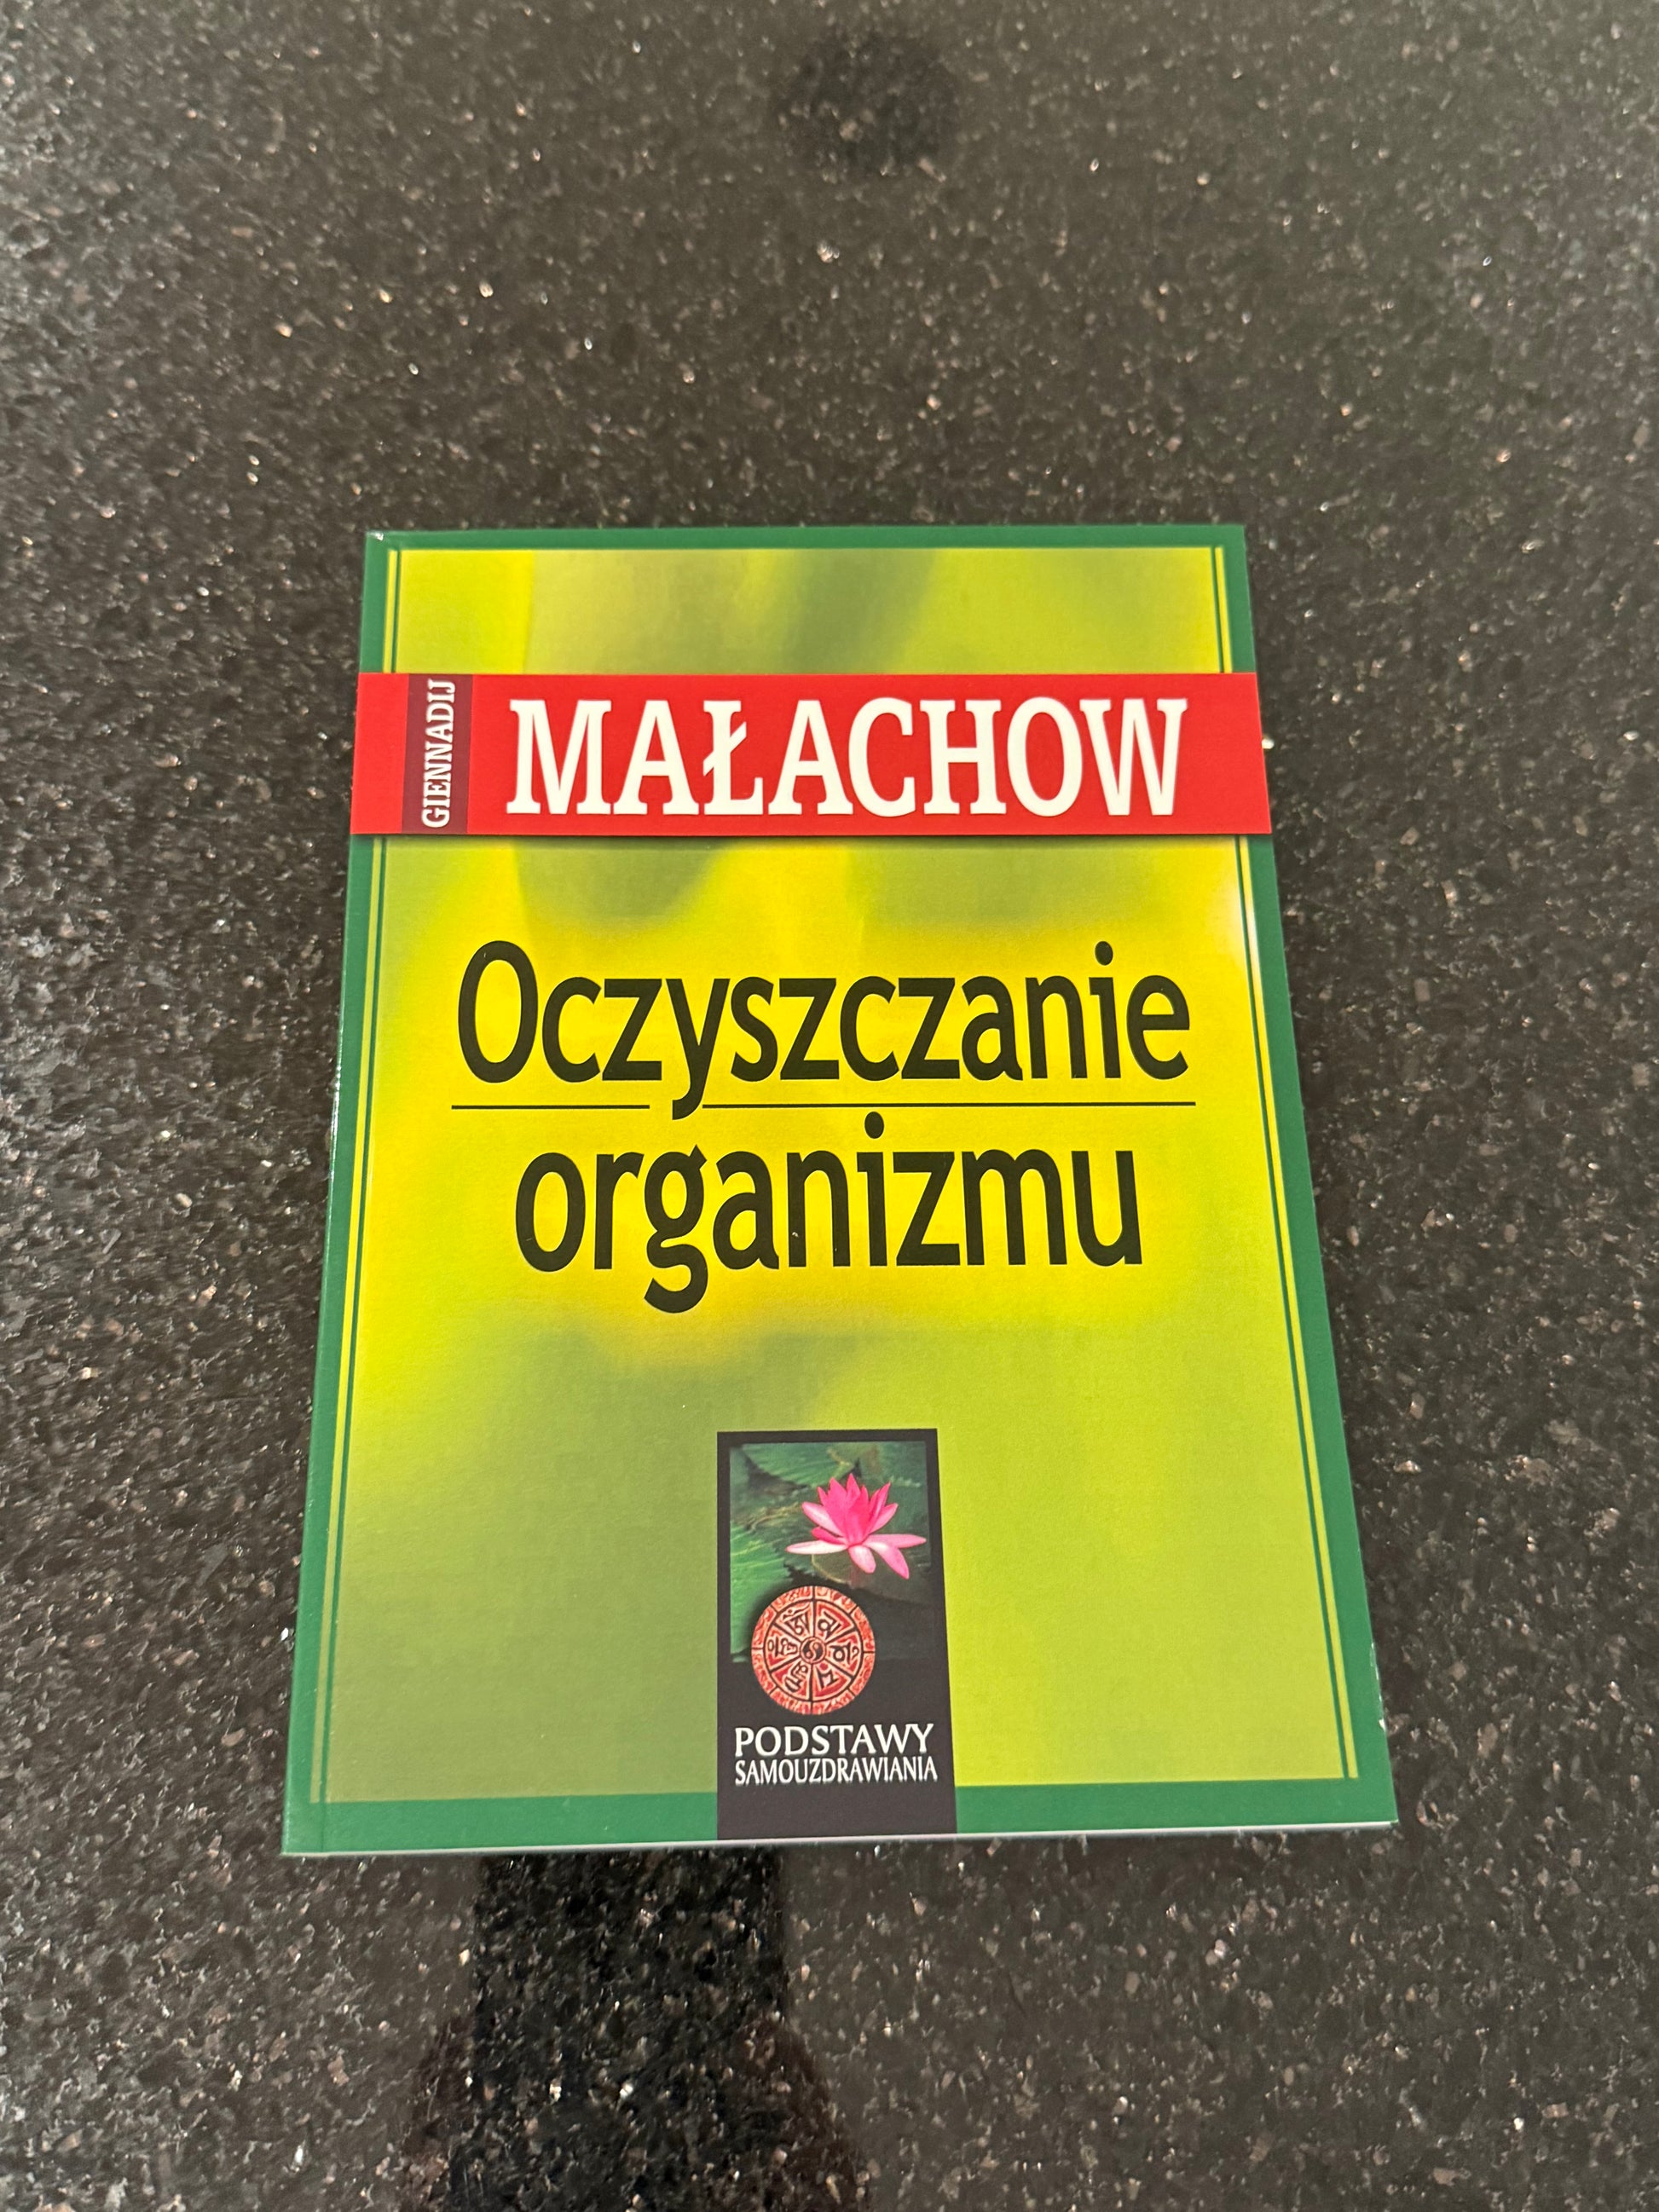 GIENNADIJ
MAŁACHOW
Oczyszczanie
organizmu
PODSTAWY
SAMOUZDRAWIANIA